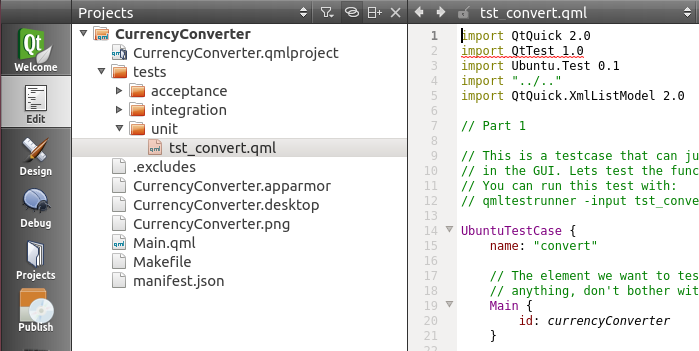 Projects
tst_convert.qml
Qt
Welcome
Edit
Design
Debug
Projects
Publish
CurrencyConverter
CurrencyConverter.qmlproject
tests
acceptance
integration
unit
tst_convert.qml
.excludes
CurrencyConverter.apparmor
CurrencyConverter.desktop
CurrencyConverter.png
Main.qml
Makefile
manifest.json
1 import QtQuick 2.0
2 import QtTest 1.0
3 import Ubuntu.Test 0.1
4 import "../.."
5 import QtQuick.XmlListModel 2.0
6
7 // Part 1
8
9 // This is a testcase that can ju
10 // in the GUI. Lets test the func
11 // You can run this test with:
12 // qmltestrunner -input tst_conve
13
14 UbuntuTestCase {
15 name: "convert"
16
17 // The element we want to tes
18 // anything, don't bother wit
19 Main {
20 id: currencyConverter
21 }